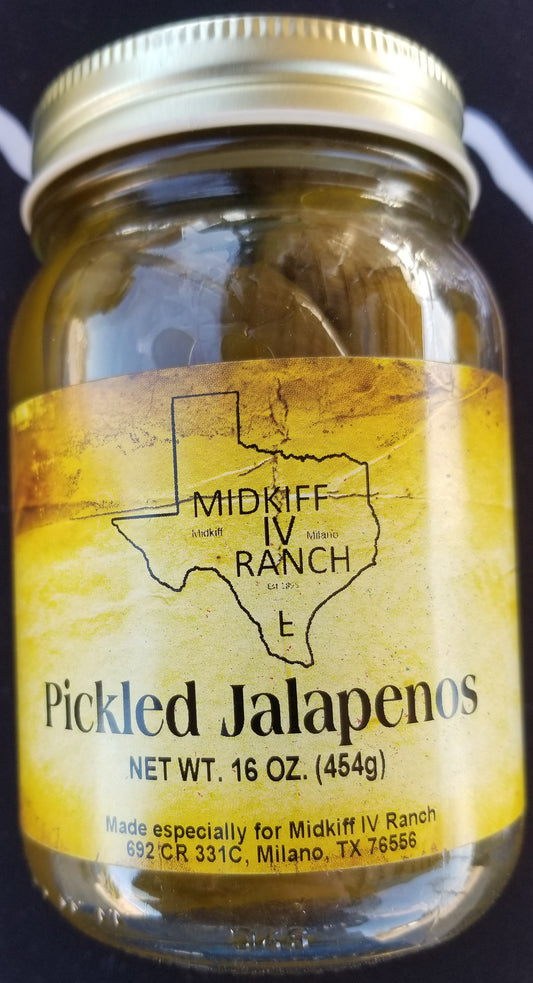 MIDKIFF
IV
Midkiff Milano
RANCH
Pickled Jalapenos
NET WT. 16 OZ. (454g)
Made especially for Midkiff IV Ranch
692 CR 331C, Milano, TX 76556